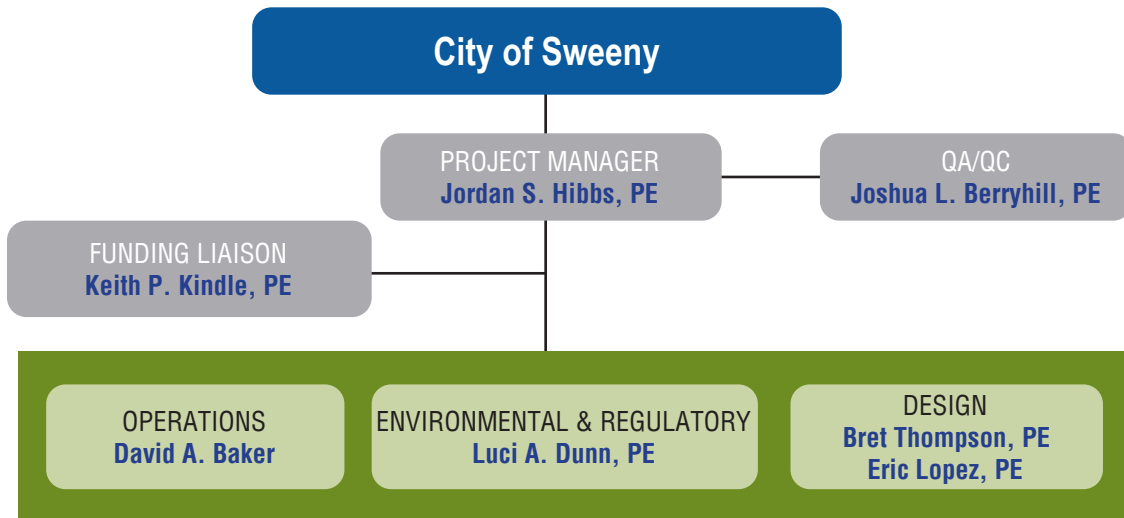 City of Sweeny
PROJECT MANAGER
Jordan S. Hibbs, PE
QA/QC
Joshua L. Berryhill, PE
FUNDING LIAISON
Keith P. Kindle, PE
OPERATIONS
David A. Baker
ENVIRONMENTAL & REGULATORY
Luci A. Dunn, PE
DESIGN
Bret Thompson, PE
Eric Lopez, PE